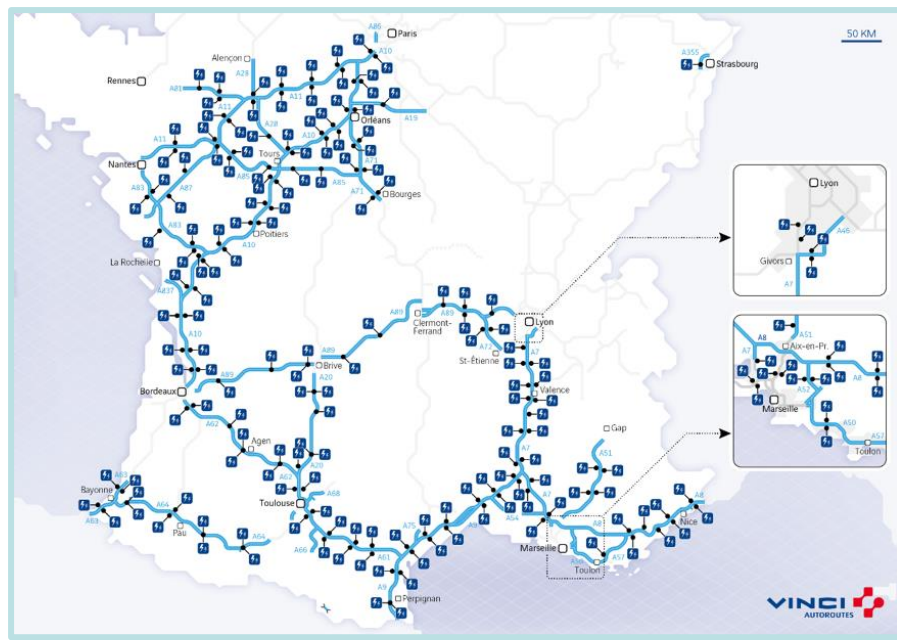 A86
Paris
50 KM
A10
Alençon
A28
A355
Strasbourg
Rennes
A81
A11
A11
A28
A10
Orléans
A19
A11
Tours
Nantes
A85
A85
A71
A71
Bourges
A83
A87
A83
A10
Poitiers
La Rochelle
A837
A10
Lyon
A46
Givors
A7
A89
A89
Clermont-
Ferrand
A72
St-Étienne
Lyon
A7
A89
Brive
A20
A89
Bordeaux
Valence
A62
Agen
A62
A20
Gap
A51
A7
A7
A51
A8
Aix-en-Pr.
A7
A8
A52
Marseille
A50
A57
Toulon
A63
Bayonne
A64
A63
Pau
A64
Toulouse
A68
A66
A61
A75
A9
A9
Perpignan
A54
A7
A8
A8
Nice
A57
Marseille
A50
Toulon
VINCI
AUTOROUTES